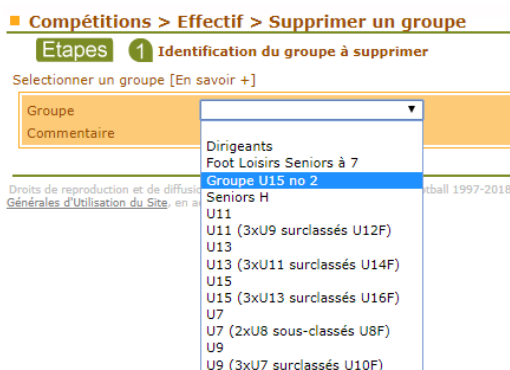 Compétitions > Effectif > Supprimer un groupe
Etapes 1 Identification du groupe à supprimer
Selectionner un groupe [En savoir +]
Groupe
Commentaire
Dirigeants
Foot Loisirs Seniors à 7
Groupe U15 no 2
Seniors H
U11
U11 (3xU9 surclassés U12F)
U13
U13 (3xU11 surclassés U14F)
U15
U15 (3xU13 surclassés U16F)
U7
U7 (2xU8 sous-classés U8F)
U9
U9 (3xU7 surclassés U10F)
Droits de reproduction et de tball 1997-2018
Générales d'Utilisation du Site, en